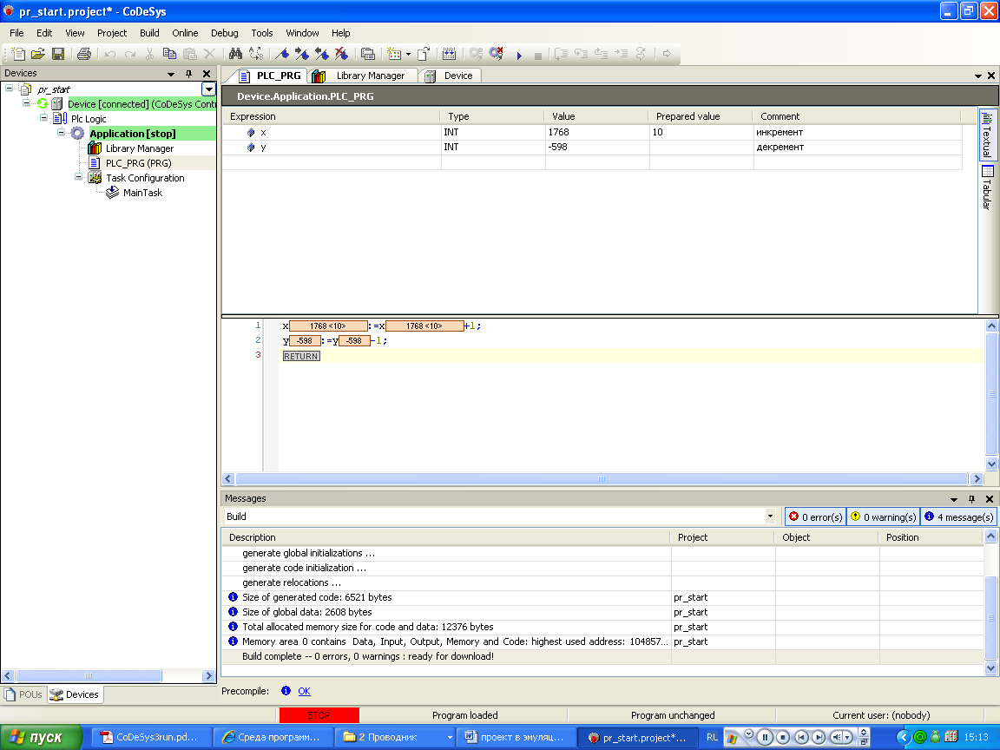 pr_start.project* - CoDeSys
File Edit View Project Build Online Debug Tools Window Help
Devices
pr_start
Device [connected] (CoDeSys Contr
Plc Logic
Application [stop]
Library Manager
PLC_PRG (PRG)
Task Configuration
MainTask
POUs Devices
PLC_PRG Library Manager Device
Device.Application.PLC_PRG
Expression Type Value Prepared value Comment
x INT 1768 10 инкремент
y INT -598 декремент
Textual
Tabular
1 x 1768 <10> :=x 1768 <10> +1;
2 y -598 :=y -598 -1;
3 RETURN
Messages
Build 0 error(s) 0 warning(s) 4 message(s)
Description Project Object Position
generate global initializations ...
generate code initialization ...
generate relocations ...
Size of generated code: 6521 bytes pr_start
Size of global data: 2608 bytes pr_start
Total allocated memory size for code and data: 12376 bytes pr_start
Memory area 0 contains Data, Input, Output, Memory and Code: highest used address: 104857... pr_start
Build complete -- 0 errors, 0 warnings : ready for download!
Precompile: OK
STOP Program loaded Program unchanged Current user: (nobody)
пуск CoDeSys3run.pd... Среда программ... 2 Проводник проект в эмуляц... pr_start.project*... RL 15:13